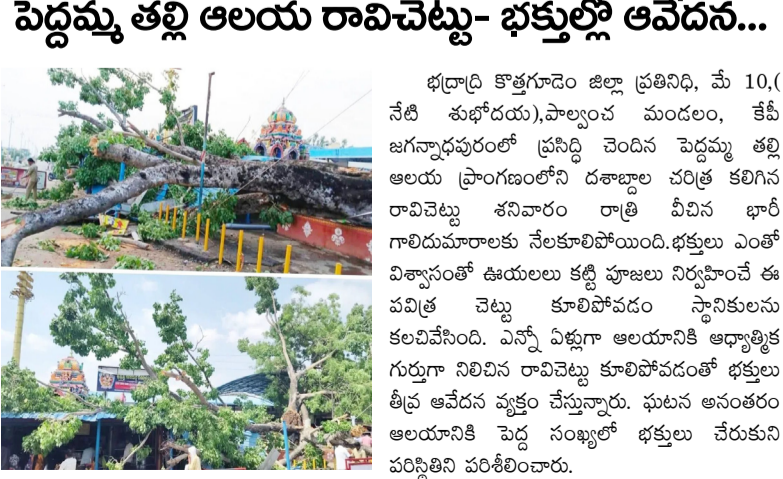 పెద్దమ్మ తల్లి ఆలయ రావిచెట్టు- భక్తుల్లో ఆవేదన...
భద్రాద్రి కొత్తగూడెం జిల్లా ప్రతినిధి, మే 10,(
నేటి శుభోదయ),పాల్వంచ మండలం, కేపీ
జగన్నాధపురంలో ప్రసిద్ధి చెందిన పెద్దమ్మ తల్లి
ఆలయ ప్రాంగణంలోని దశాబ్దాల చరిత్ర కలిగిన
రావిచెట్టు శనివారం రాత్రి వీచిన భారీ
గాలిదుమారాలకు నేలకూలిపోయింది.భక్తులు ఎంతో
విశ్వాసంతో ఊయలలు కట్టి పూజలు నిర్వహించే ఈ
పవిత్ర చెట్టు కూలిపోవడం స్థానికులను
కలచివేసింది. ఎన్నో ఏళ్లుగా ఆలయానికి ఆధ్యాత్మిక
గుర్తుగా నిలిచిన రావిచెట్టు కూలిపోవడంతో భక్తులు
తీవ్ర ఆవేదన వ్యక్తం చేస్తున్నారు. ఘటన అనంతరం
ఆలయానికి పెద్ద సంఖ్యలో భక్తులు చేరుకుని
పరిస్థితిని పరిశీలించారు.